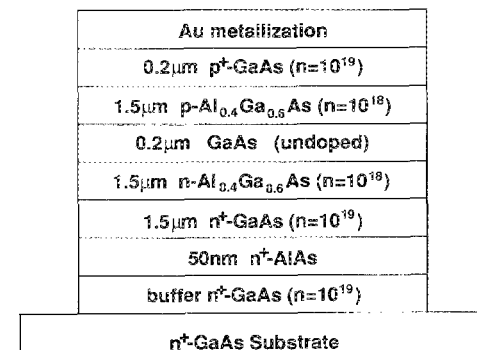 Au metallization
0.2μm p⁺-GaAs (n=10¹⁹)
1.5μm p-Al₀.₄Ga₀.₆As (n=10¹⁸)
0.2μm GaAs (undoped)
1.5μm n-Al₀.₄Ga₀.₆As (n=10¹⁸)
1.5μm n⁺-GaAs (n=10¹⁹)
50nm n⁺-AlAs
buffer n⁺-GaAs (n=10¹⁹)
n⁺-GaAs Substrate